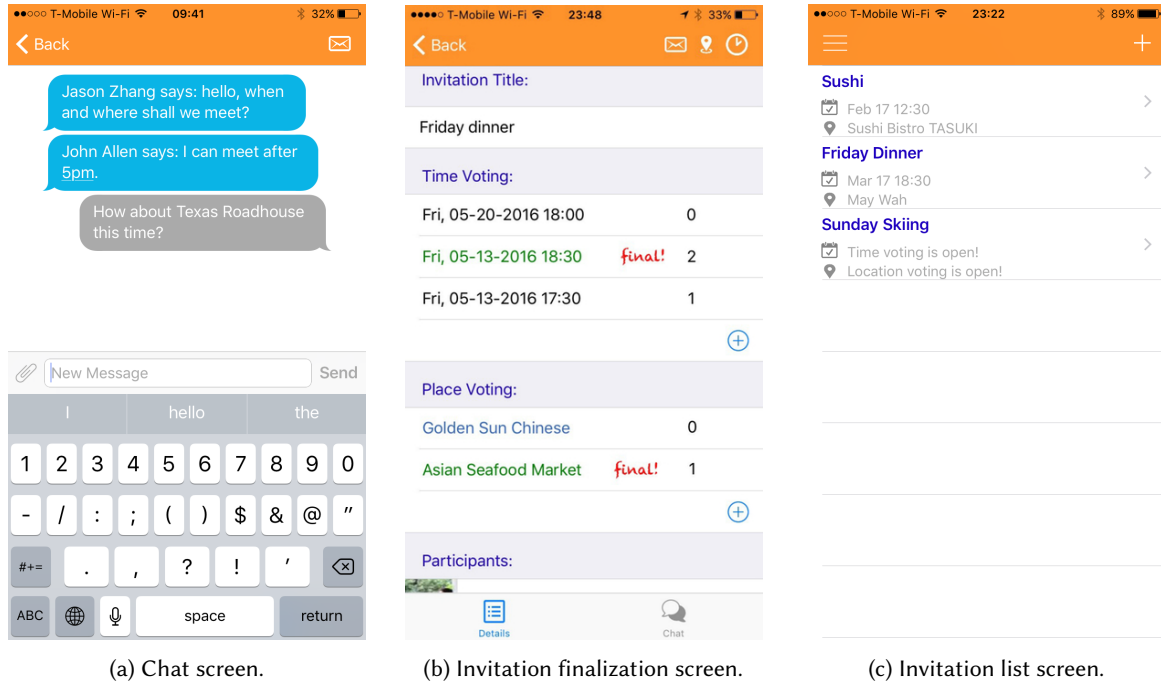 T-Mobile Wi-Fi 09:41 32%
Back
Jason Zhang says: hello, when
and where shall we meet?
John Allen says: I can meet after
5pm.
How about Texas Roadhouse
this time?
New Message Send
I hello the
1 2 3 4 5 6 7 8 9 0
- / : ; ( ) $ & @ "
#+= . , ? ! '
ABC space return
(a) Chat screen.
T-Mobile Wi-Fi 23:48 33%
Back
Invitation Title:
Friday dinner
Time Voting:
Fri, 05-20-2016 18:00 0
Fri, 05-13-2016 18:30 final! 2
Fri, 05-13-2016 17:30 1
Place Voting:
Golden Sun Chinese 0
Asian Seafood Market final! 1
Participants:
Details Chat
(b) Invitation finalization screen.
T-Mobile Wi-Fi 23:22 89%
Sushi
Feb 17 12:30
Sushi Bistro TASUKI
Friday Dinner
Mar 17 18:30
May Wah
Sunday Skiing
Time voting is open!
Location voting is open!
(c) Invitation list screen.